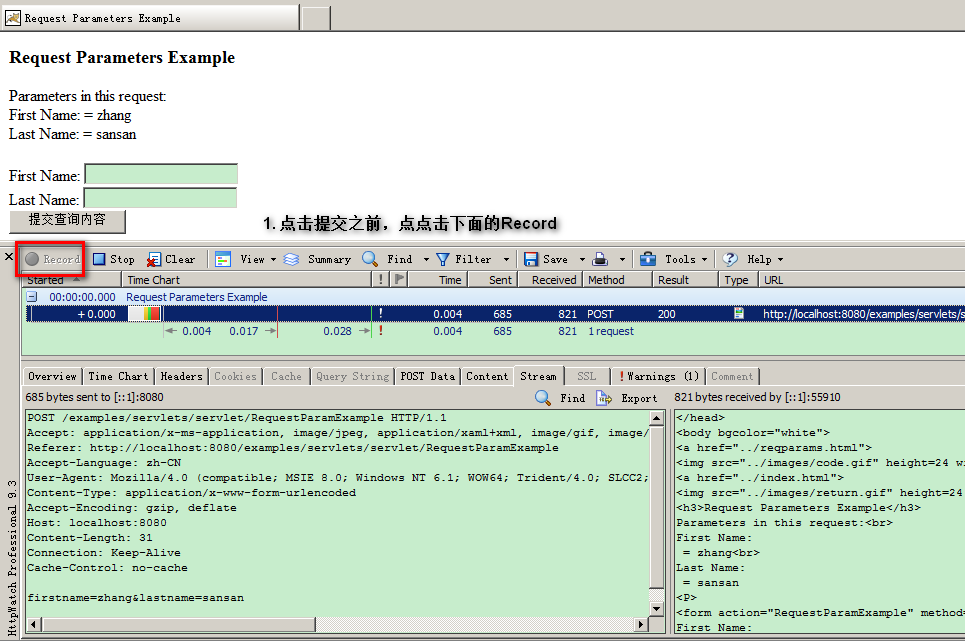 Request Parameters Example
Request Parameters Example
Parameters in this request:
First Name: = zhang
Last Name: = sansan
First Name:
Last Name:
提交查询内容
1. 点击提交之前，点点击下面的Record
Record Stop Clear View Summary Find Filter Save Tools Help
Started Time Chart ! Time Sent Received Method Result Type URL
00:00:00.000 Request Parameters Example
+ 0.000 ! 0.004 685 821 POST 200 http://localhost:8080/examples/servlets/s
0.004 0.017 0.028 ! 0.004 685 821 1 request
Overview Time Chart Headers Cookies Cache Query String POST Data Content Stream SSL ! Warnings (1) Comment
685 bytes sent to [::1]:8080 Find Export 821 bytes received by [::1]:55910
POST /examples/servlets/servlet/RequestParamExample HTTP/1.1
Accept: application/x-ms-application, image/jpeg, application/xaml+xml, image/gif, image/
Referer: http://localhost:8080/examples/servlets/servlet/RequestParamExample
Accept-Language: zh-CN
User-Agent: Mozilla/4.0 (compatible; MSIE 8.0; Windows NT 6.1; WOW64; Trident/4.0; SLCC2;
Content-Type: application/x-www-form-urlencoded
Accept-Encoding: gzip, deflate
Host: localhost:8080
Content-Length: 31
Connection: Keep-Alive
Cache-Control: no-cache
firstname=zhang&lastname=sansan
</head>
<body bgcolor="white">
<a href="../reqparams.html">
<img src="../images/code.gif" height=24 wi
<a href="../index.html">
<img src="../images/return.gif" height=24
<h3>Request Parameters Example</h3>
Parameters in this request:<br>
First Name:
= zhang<br>
Last Name:
= sansan
<P>
<form action="RequestParamExample" method=
First Name:
HttpWatch Professional 9.3